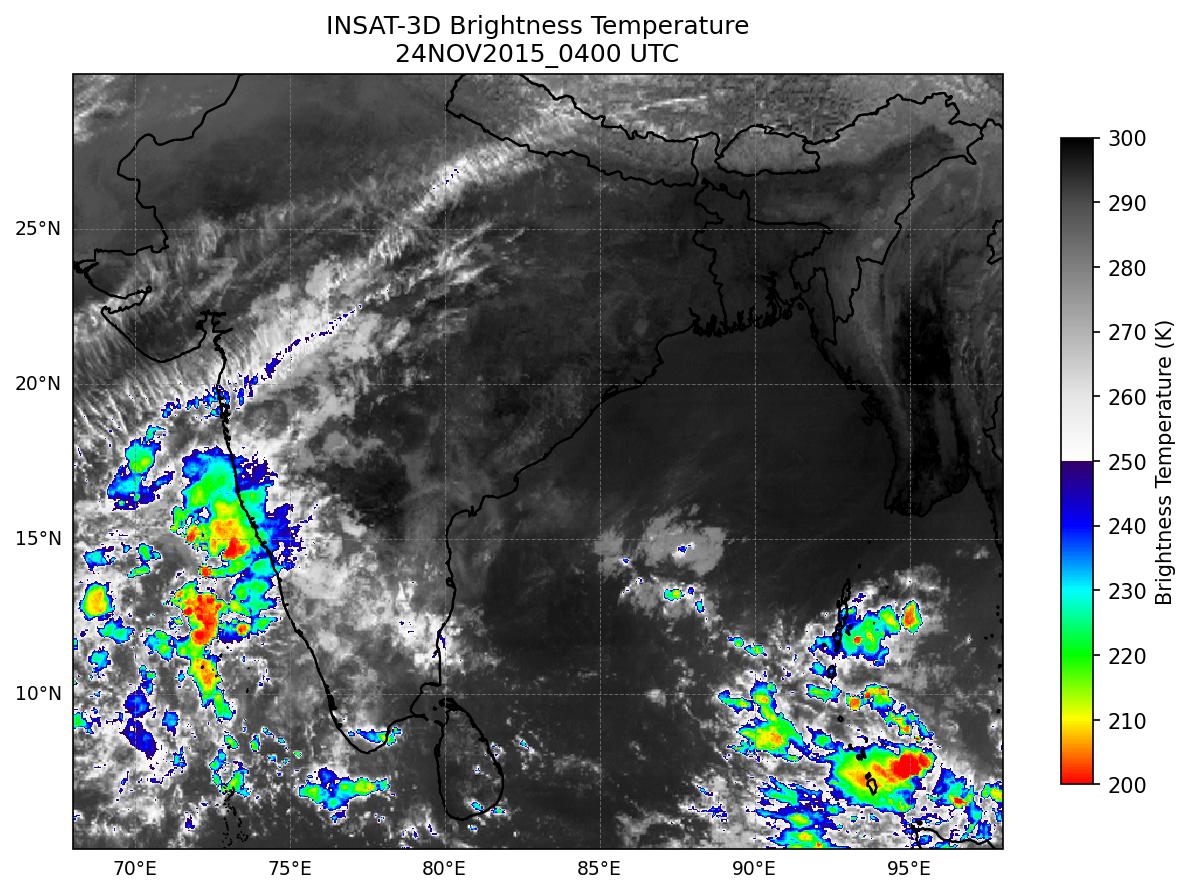 INSAT-3D Brightness Temperature
24NOV2015_0400 UTC
25°N
20°N
15°N
10°N
70°E
75°E
80°E
85°E
90°E
95°E
300
290
280
270
260
250
240
230
220
210
200
Brightness Temperature (K)